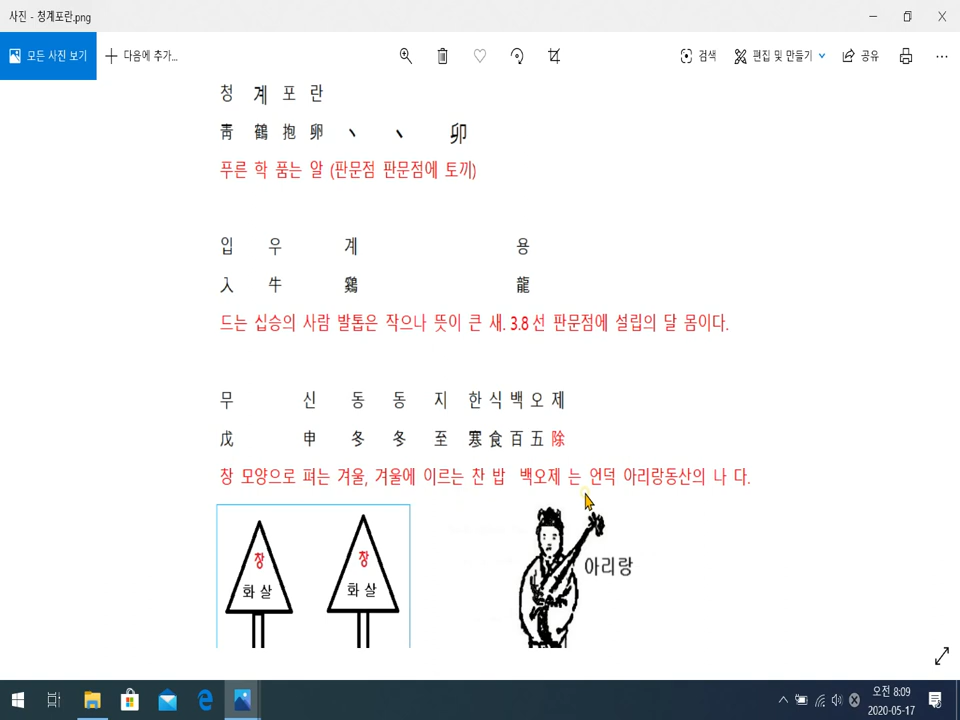 사진 - 청계포란.png
모든 사진 보기 다음에 추가... 검색 편집 및 만들기 공유
청 계 포 란
靑 鶴 抱 卵 丶 丶 卯
푸른 학 품는 알 (판문점 판문점에 토끼)
입 우 계 용
入 牛 鷄 龍
드는 십승의 사람 발톱은 작으나 뜻이 큰 새. 3.8 선 판문점에 설립의 달 몸이다.
무 신 동 동 지 한 식 백 오 제
戊 申 冬 冬 至 寒 食 百 五 除
창 모양으로 펴는 겨울, 겨울에 이르는 찬 밥 백오제 는 언덕 아리랑동산의 나 다.
창 창
화 살 화 살
아리랑
오전 8:09
2020-05-17